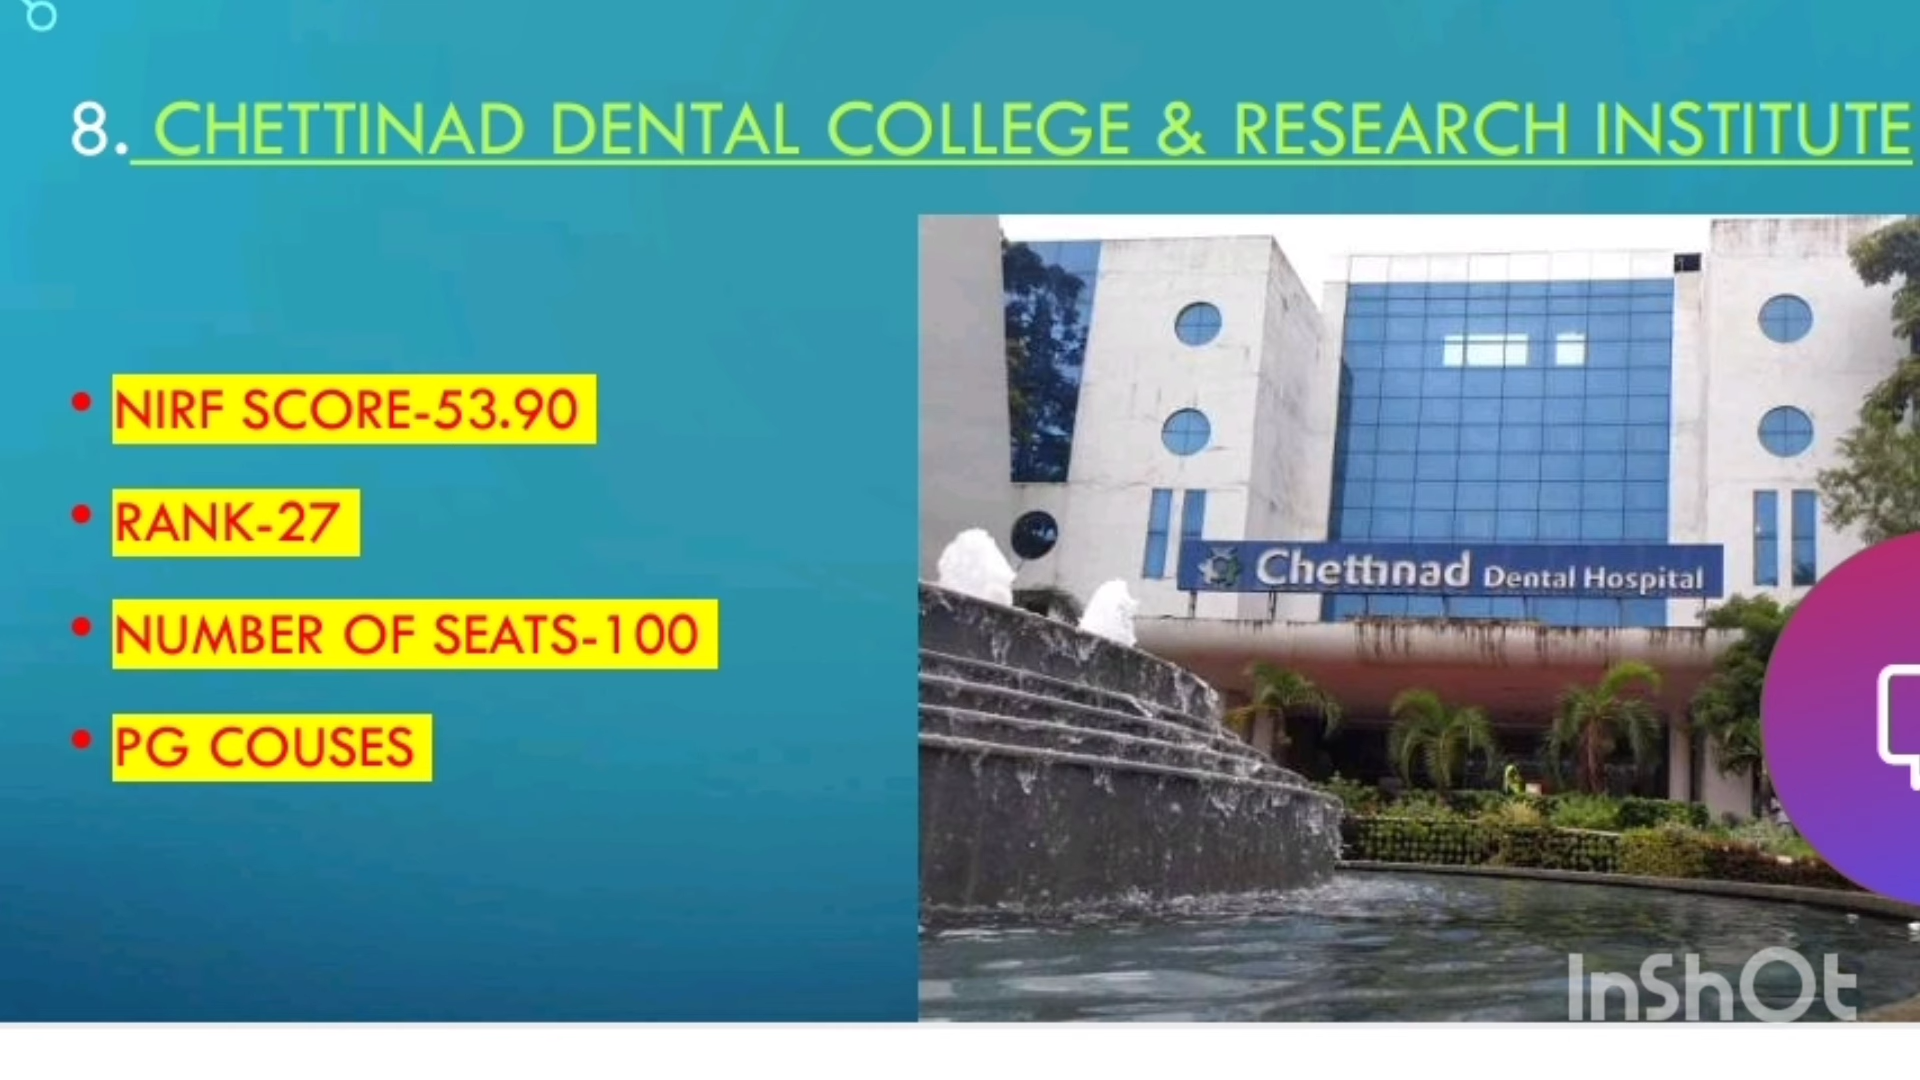 8. CHETTINAD DENTAL COLLEGE & RESEARCH INSTITUTE
• NIRF SCORE-53.90
• RANK-27
• NUMBER OF SEATS-100
• PG COUSES
Chettinad Dental Hospital
InShOt